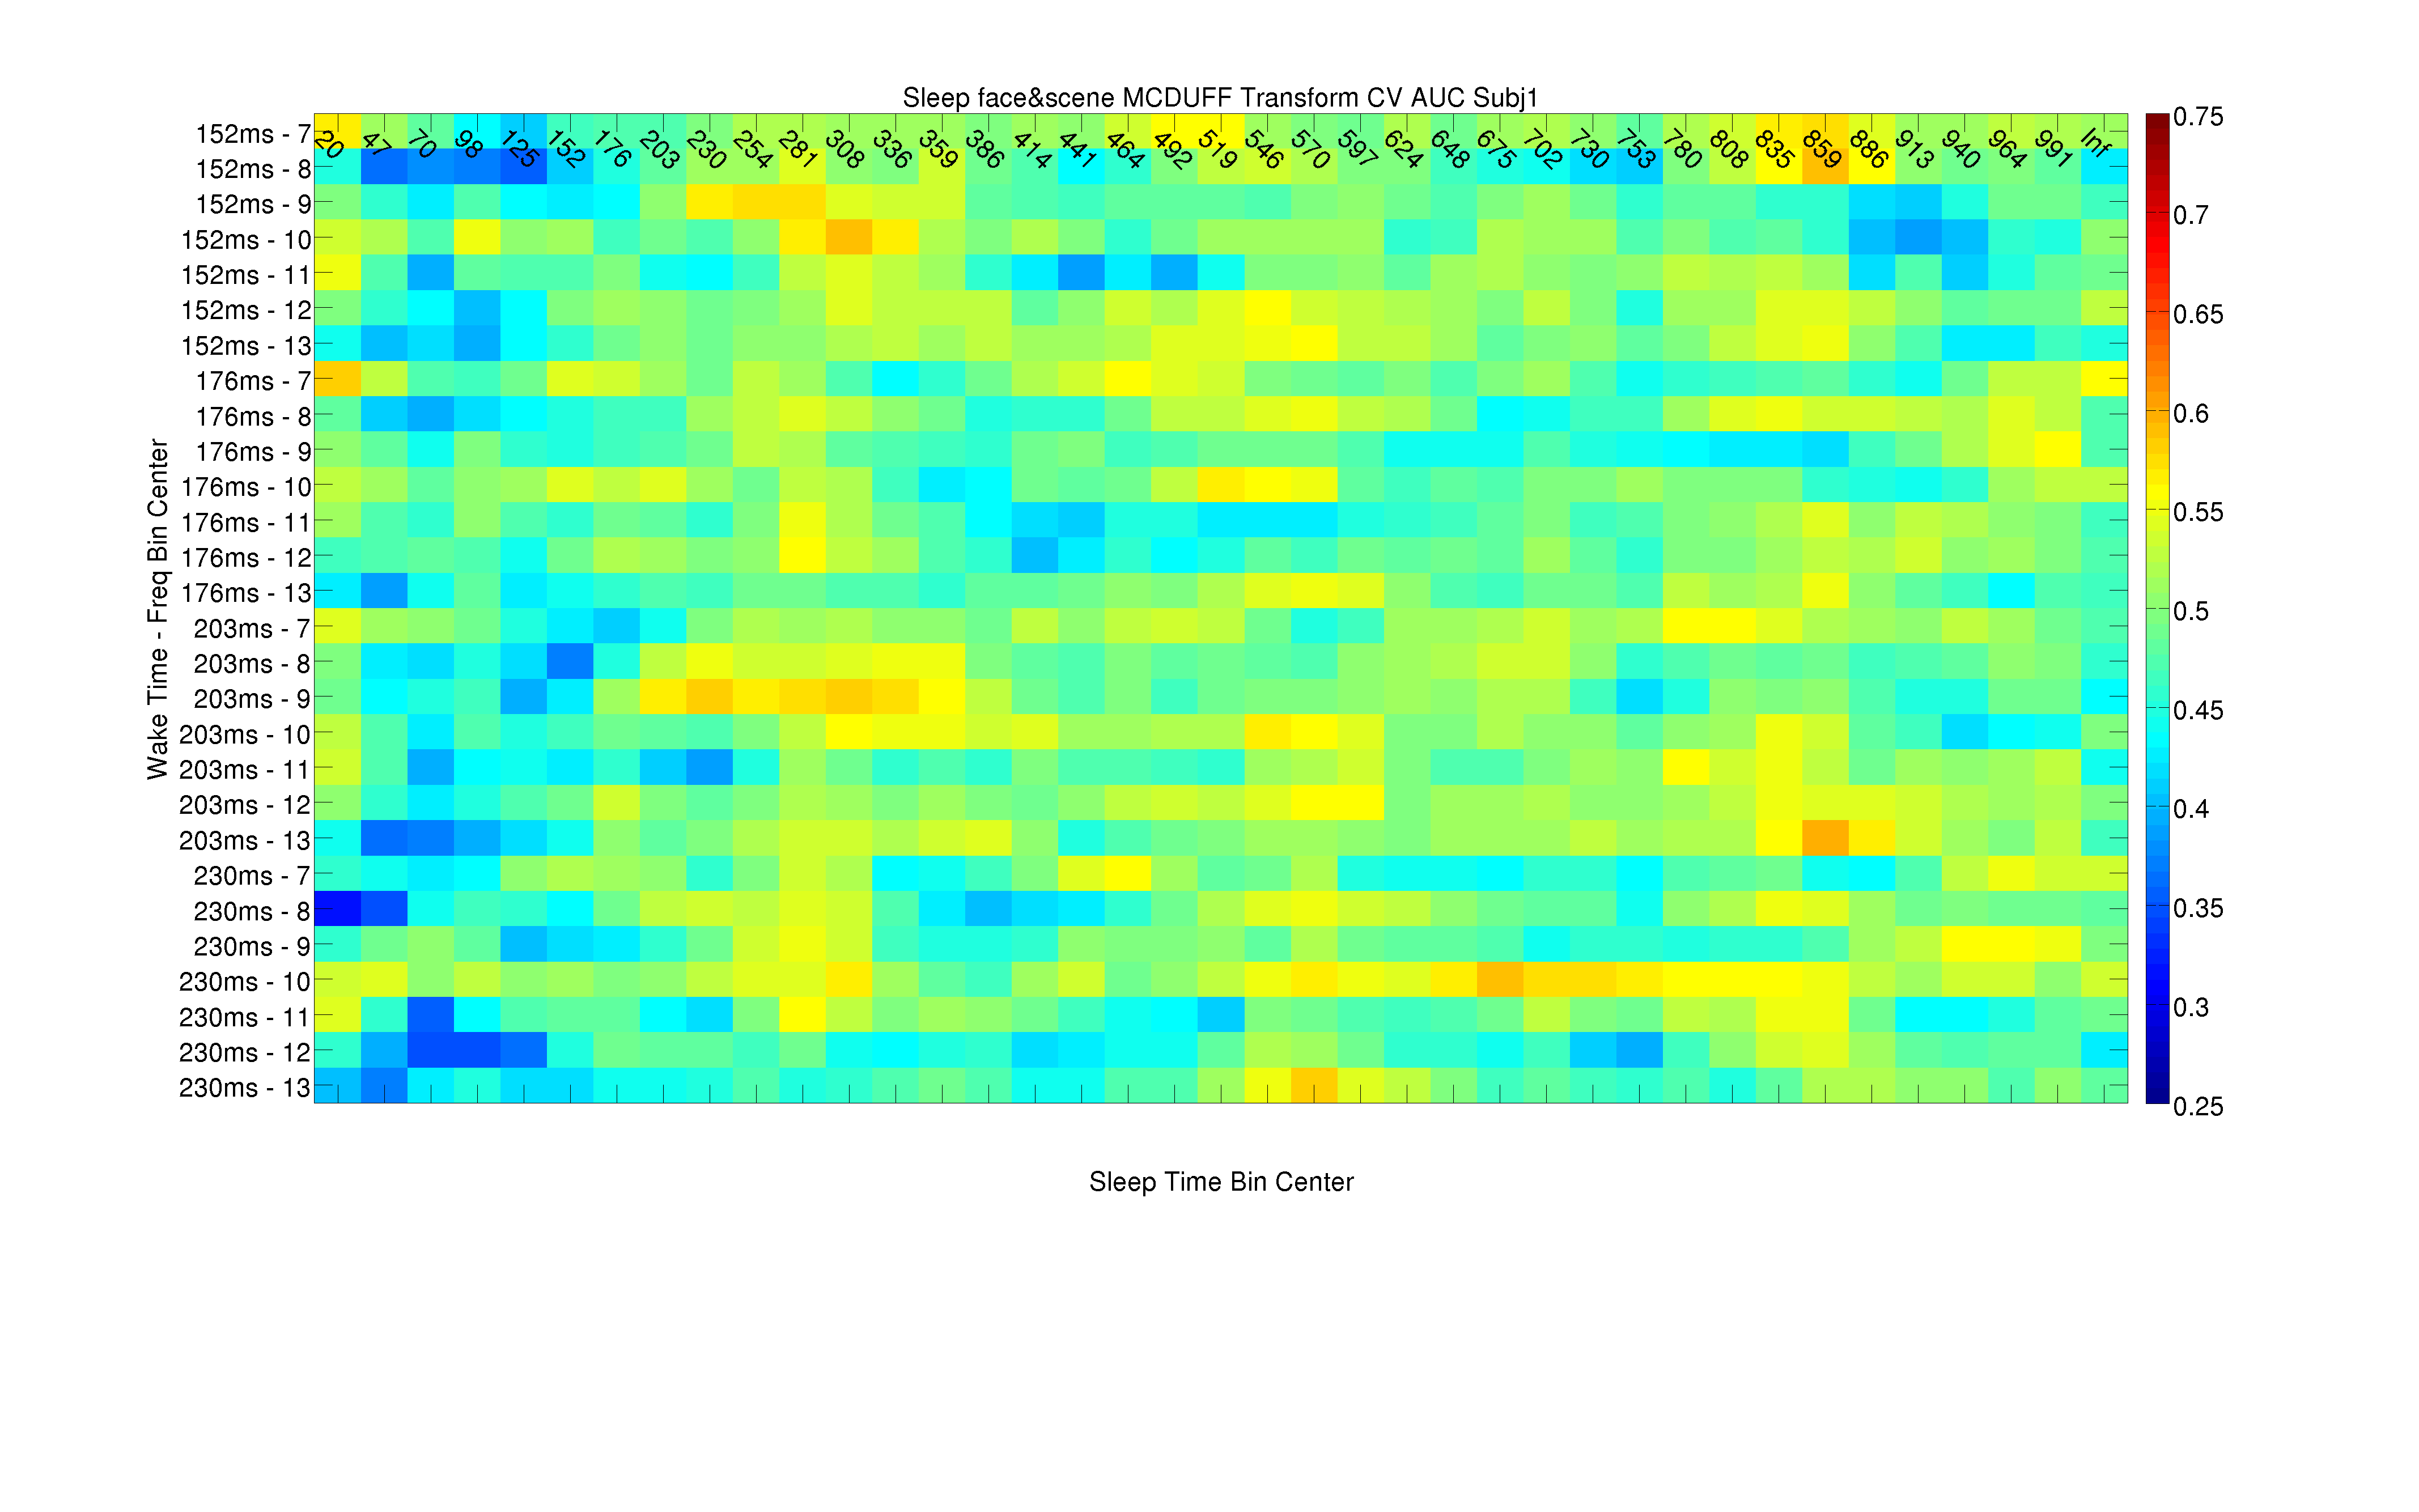 Sleep face&scene MCDUFF Transform CV AUC Subj1
20 47 70 98 125 152 176 203 230 254 281 308 336 359 386 414 441 464 492 519 546 570 597 624 648 675 702 730 753 780 808 835 859 886 913 940 964 991 Inf
Wake Time - Freq Bin Center
152ms - 7
152ms - 8
152ms - 9
152ms - 10
152ms - 11
152ms - 12
152ms - 13
176ms - 7
176ms - 8
176ms - 9
176ms - 10
176ms - 11
176ms - 12
176ms - 13
203ms - 7
203ms - 8
203ms - 9
203ms - 10
203ms - 11
203ms - 12
203ms - 13
230ms - 7
230ms - 8
230ms - 9
230ms - 10
230ms - 11
230ms - 12
230ms - 13
0.75
0.7
0.65
0.6
0.55
0.5
0.45
0.4
0.35
0.3
0.25
Sleep Time Bin Center